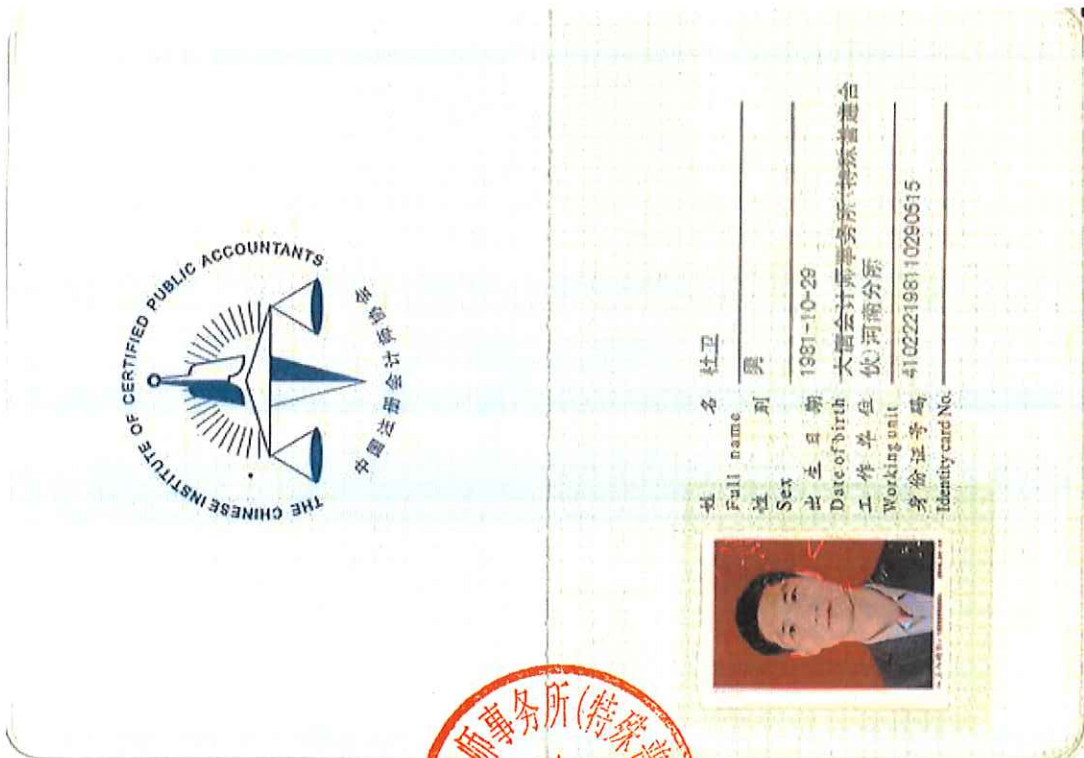 THE CHINESE INSTITUTE OF CERTIFIED PUBLIC ACCOUNTANTS
中国注册会计师协会
姓 名 杜卫
Full name
性 别 男
Sex
出 生 日 期 1981-10-29
Date of birth
工 作 单 位 大信会计师事务所(特殊普通合
Working unit 伙)河南分所
身 份 证 号 码 410222198110290515
Identity card No.
师事务所(特殊普